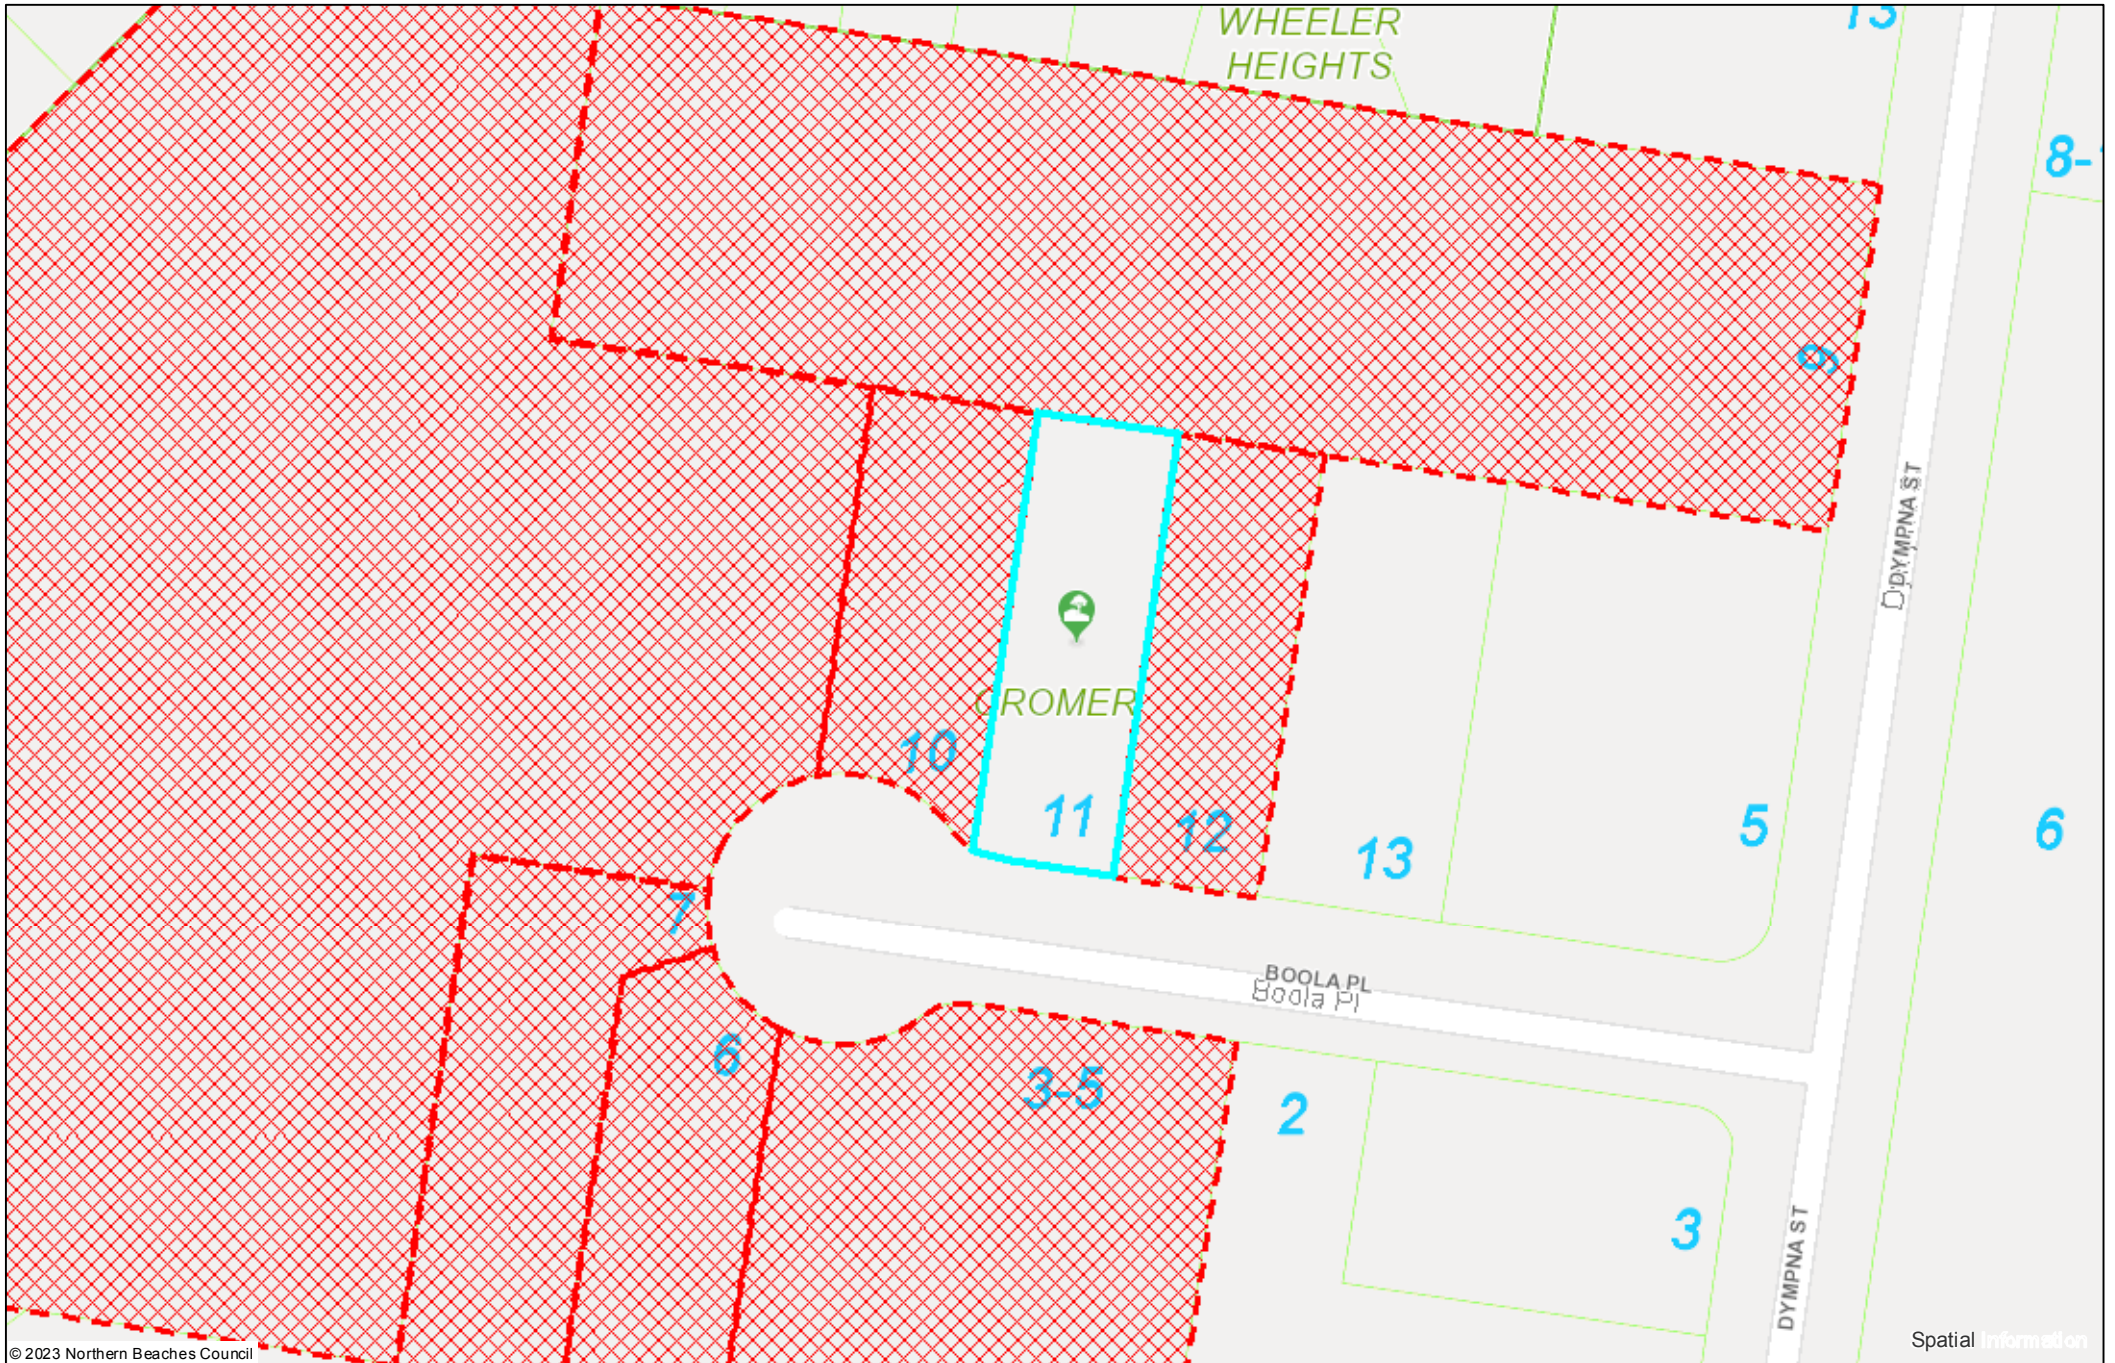 WHEELER
HEIGHTS
13
8-
9
DYMPNA ST
CROMER
10
11
12
13
5
6
7
BOOLA PL
Boola Pl
6
3-5
2
3
DYMPNA ST
Spatial Information
© 2023 Northern Beaches Council